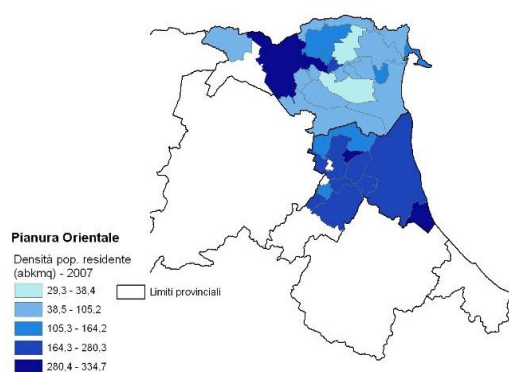 Pianura Orientale
Densità pop. residente
(abkmq) - 2007
29,3 - 38,4
38,5 - 105,2
Limiti provinciali
105,3 - 164,2
164,3 - 280,3
280,4 - 334,7